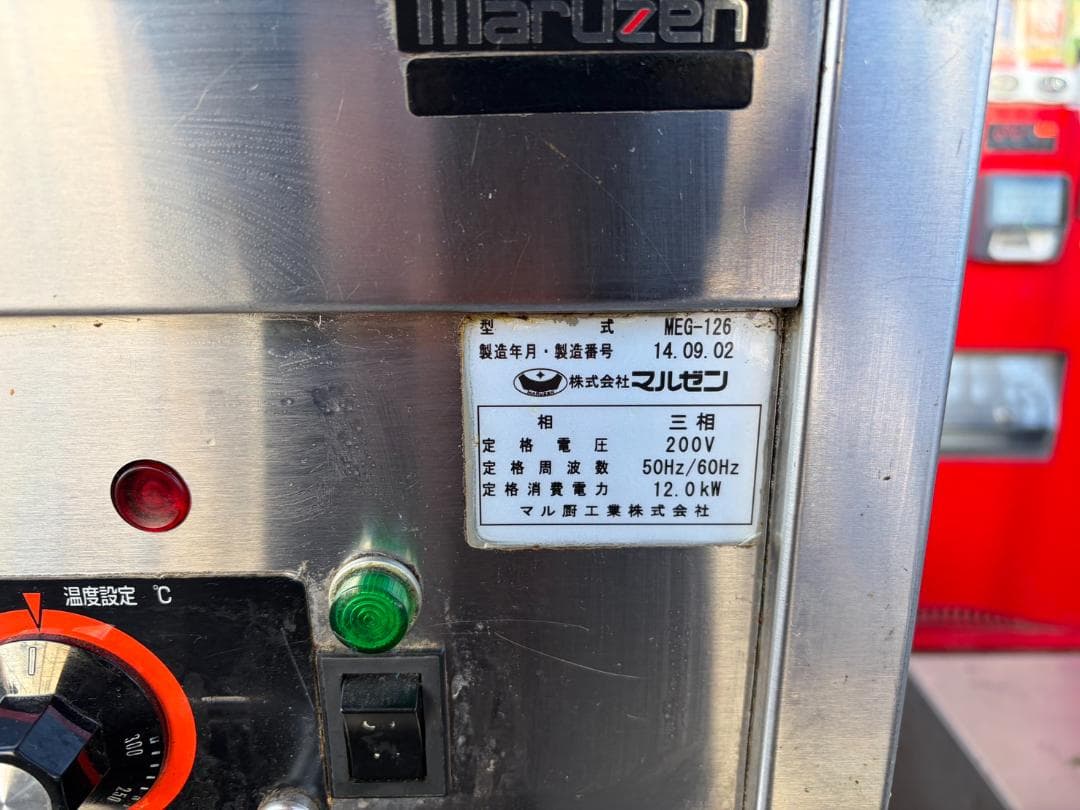 maruzen
型式 MEG-126
製造年月・製造番号 14.09.02
株式会社マルゼン
相 三相
定格電圧 200V
定格周波数 50Hz/60Hz
定格消費電力 12.0kW
マル厨工業株式会社
温度設定 ℃
300
250